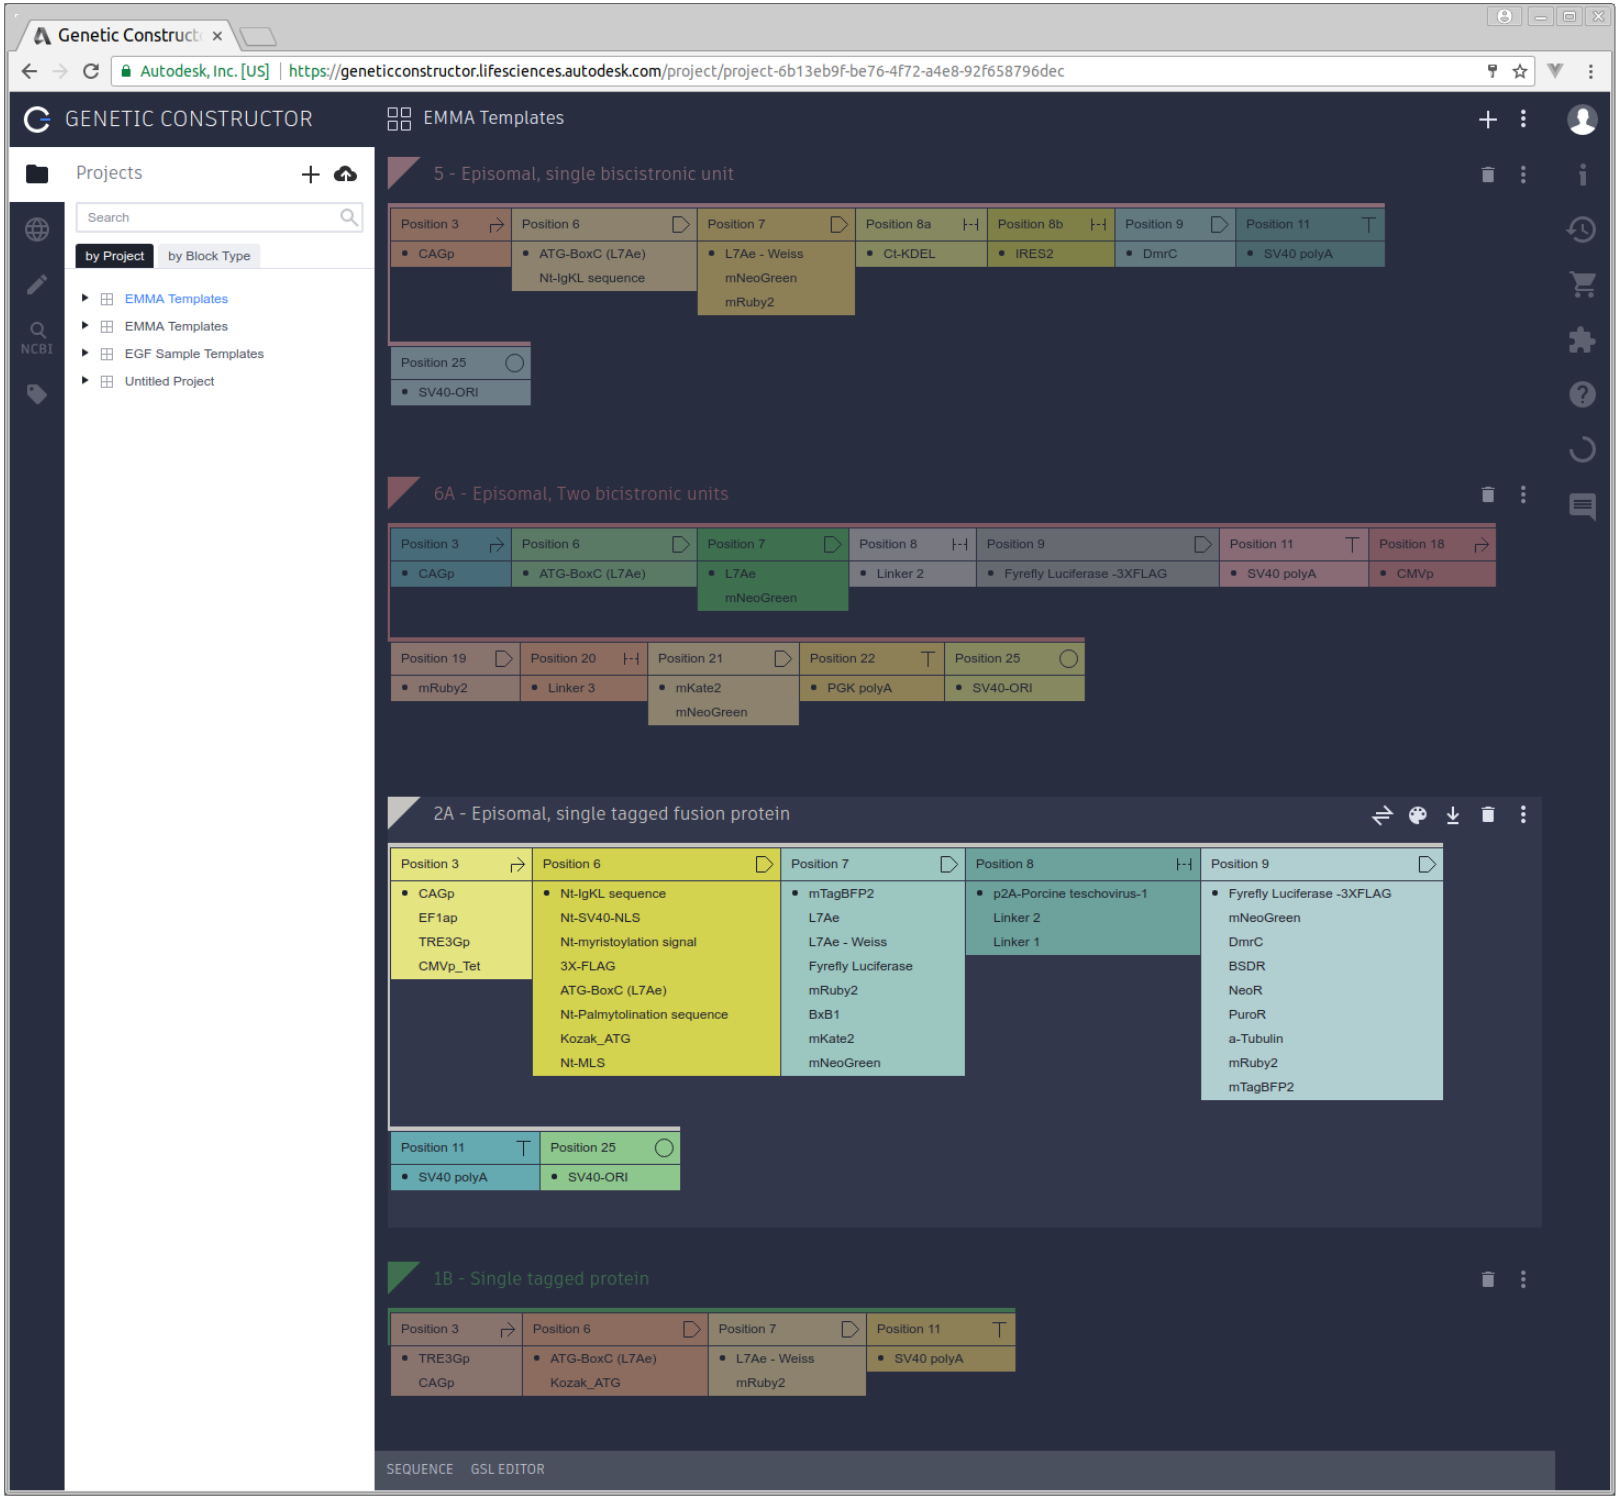 Genetic Constructo
Autodesk, Inc. [US] https://geneticconstructor.lifesciences.autodesk.com/project/project-6b13eb9f-be76-4f72-a4e8-92f658796dec
GENETIC CONSTRUCTOR
EMMA Templates
Projects
Search
by Project by Block Type
EMMA Templates
EMMA Templates
EGF Sample Templates
Untitled Project
NCBI
5 - Episomal, single biscistronic unit
Position 3 Position 6 Position 7 Position 8a Position 8b Position 9 Position 11
• CAGp • ATG-BoxC (L7Ae) • L7Ae - Weiss • Ct-KDEL • IRES2 • DmrC • SV40 polyA
Nt-IgKL sequence mNeoGreen
mRuby2
Position 25
• SV40-ORI
6A - Episomal, Two bicistronic units
Position 3 Position 6 Position 7 Position 8 Position 9 Position 11 Position 18
• CAGp • ATG-BoxC (L7Ae) • L7Ae • Linker 2 • Fyrefly Luciferase -3XFLAG • SV40 polyA • CMVp
mNeoGreen
Position 19 Position 20 Position 21 Position 22 Position 25
• mRuby2 • Linker 3 • mKate2 • PGK polyA • SV40-ORI
mNeoGreen
2A - Episomal, single tagged fusion protein
Position 3 Position 6 Position 7 Position 8 Position 9
• CAGp • Nt-IgKL sequence • mTagBFP2 • p2A-Porcine teschovirus-1 • Fyrefly Luciferase -3XFLAG
EF1ap Nt-SV40-NLS L7Ae Linker 2 mNeoGreen
TRE3Gp Nt-myristoylation signal L7Ae - Weiss Linker 1 DmrC
CMVp_Tet 3X-FLAG Fyrefly Luciferase BSDR
ATG-BoxC (L7Ae) mRuby2 NeoR
Nt-Palmytolination sequence BxB1 PuroR
Kozak_ATG mKate2 a-Tubulin
Nt-MLS mNeoGreen mRuby2
mTagBFP2
Position 11 Position 25
• SV40 polyA • SV40-ORI
1B - Single tagged protein
Position 3 Position 6 Position 7 Position 11
• TRE3Gp • ATG-BoxC (L7Ae) • L7Ae - Weiss • SV40 polyA
CAGp Kozak_ATG mRuby2
SEQUENCE GSL EDITOR